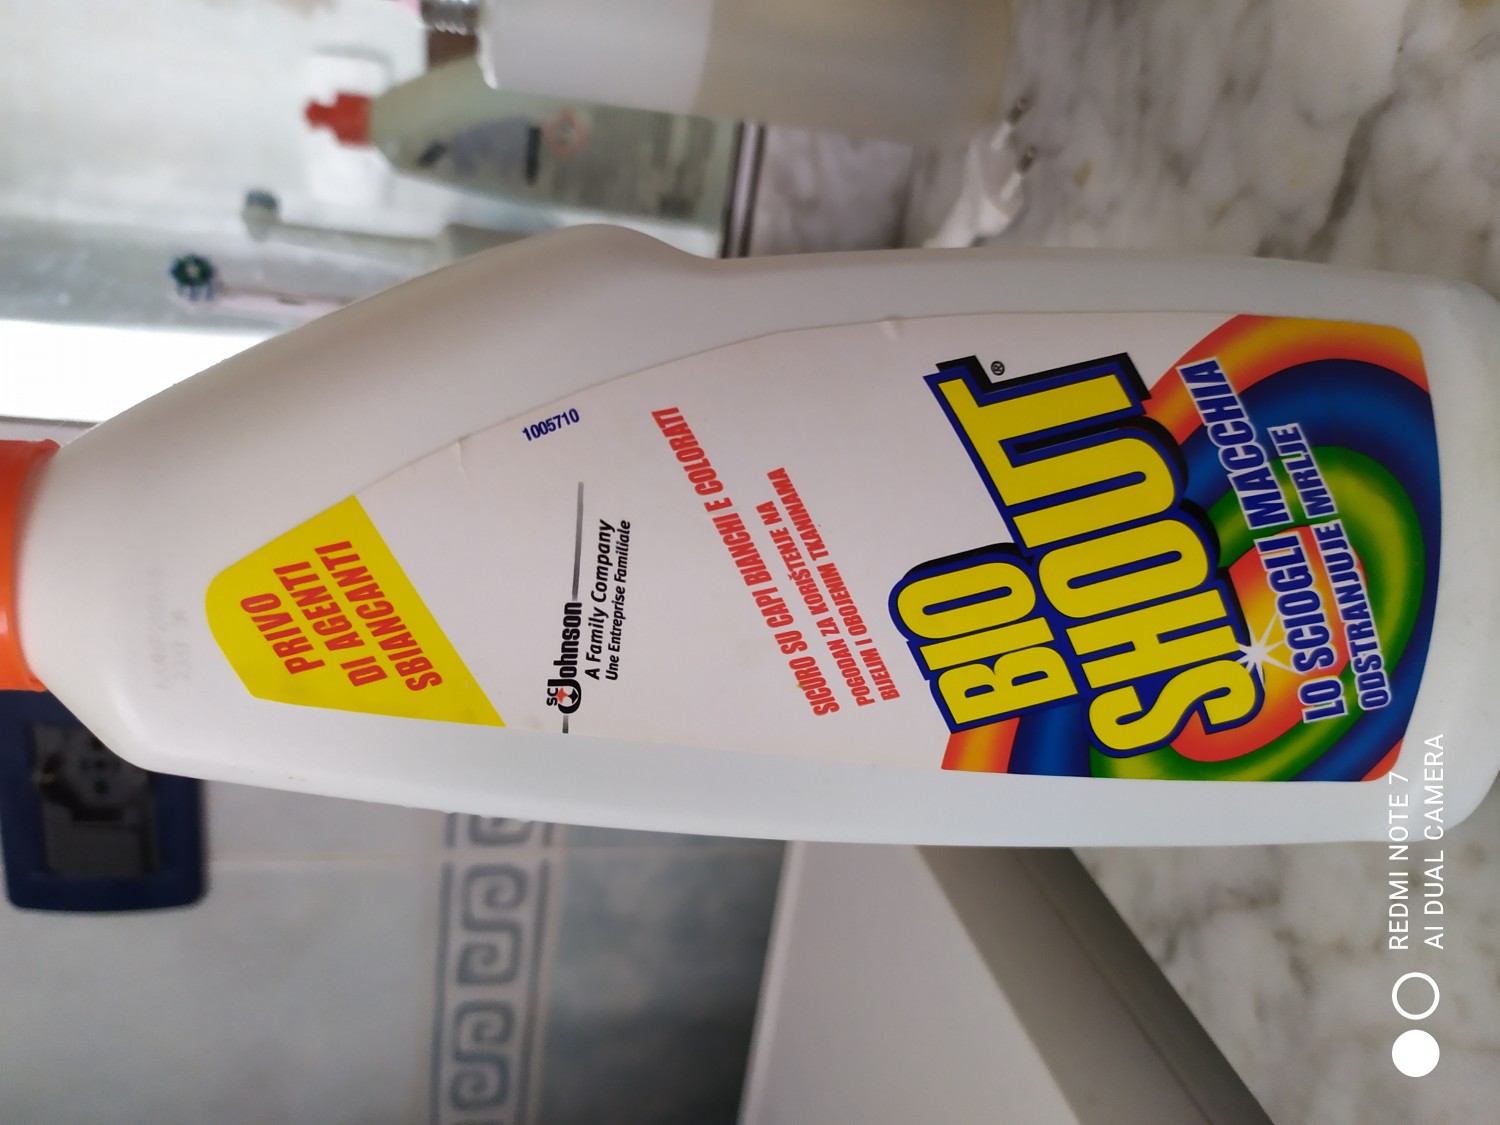 PRIVO
DI AGENTI
SBIANCANTI
1005710
SC Johnson
A Family Company
Une Entreprise Familiale
SICURO SU CAPI BIANCHI E COLORATI
POGODAN ZA KORIŠTENJE NA
BIJELIM I OBOJENIM TKANINAMA
BIO
SHOUT®
LO SCIOGLI MACCHIA
ODSTRANJUJE MRLJE
REDMI NOTE 7
AI DUAL CAMERA